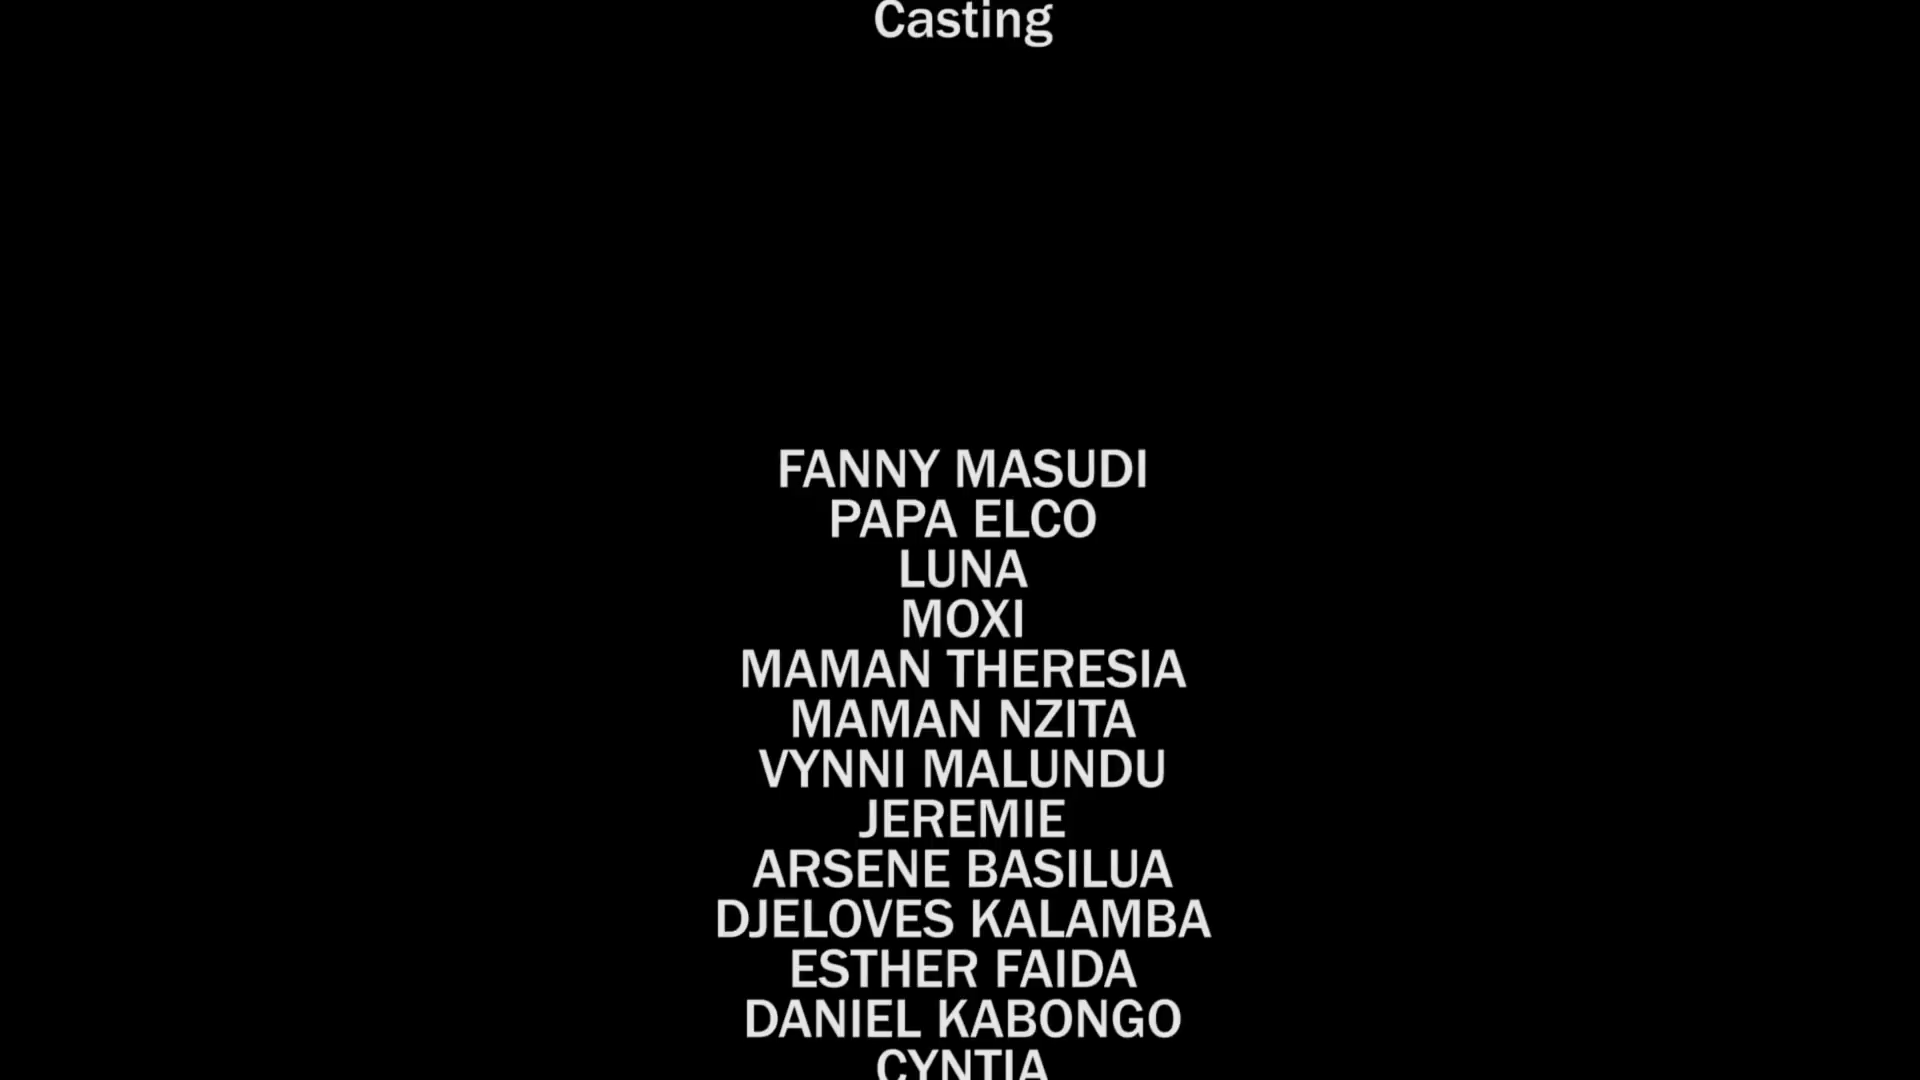 Casting
FANNY MASUDI
PAPA ELCO
LUNA
MOXI
MAMAN THERESIA
MAMAN NZITA
VYNNI MALUNDU
JEREMIE
ARSENE BASILUA
DJELOVES KALAMBA
ESTHER FAIDA
DANIEL KABONGO
CYNTIA